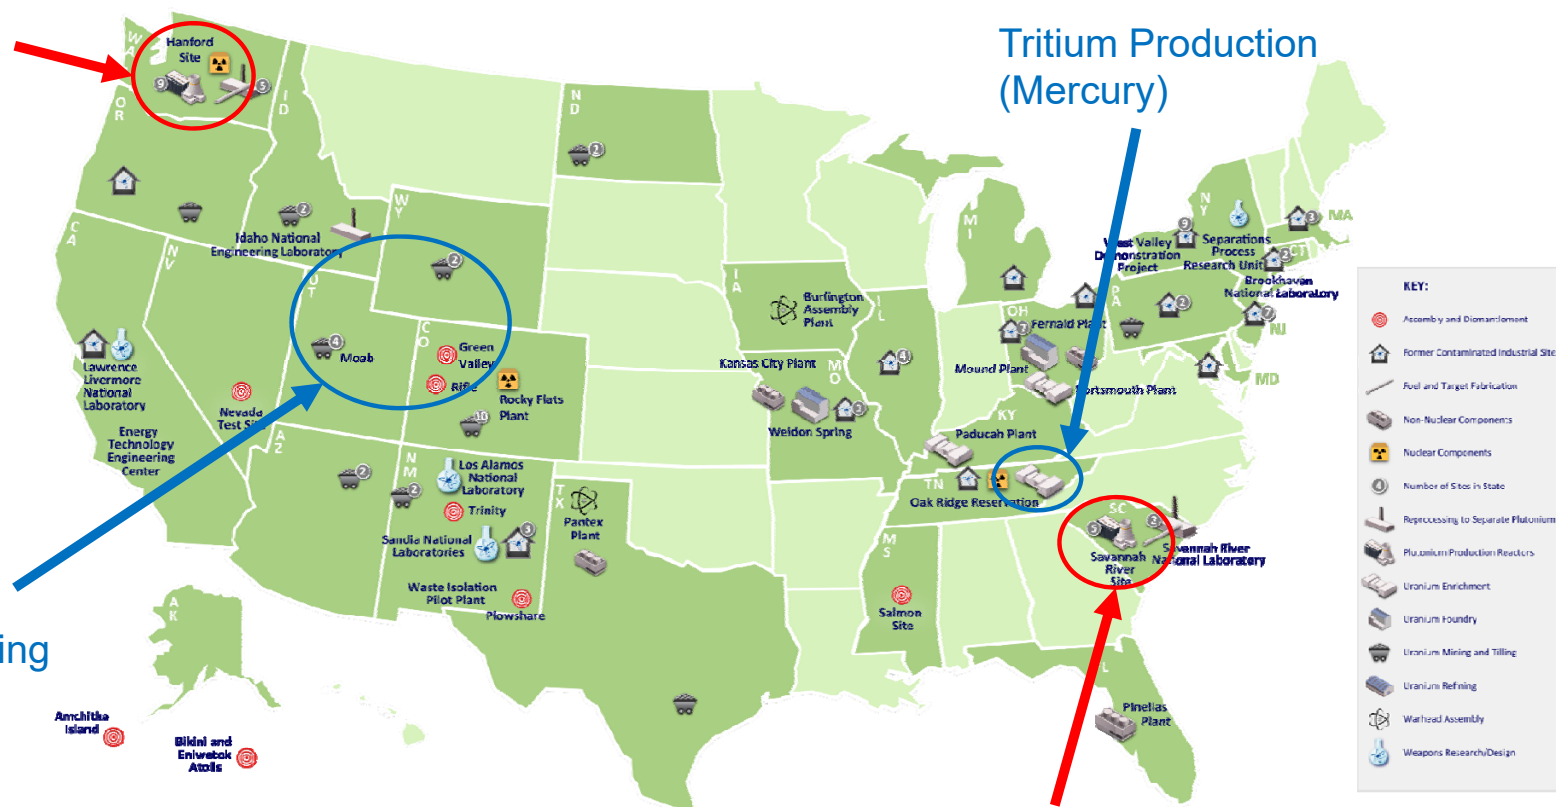 Tritium Production
(Mercury)
ing
WA
Hanford
Site
9
5
OR
ID
ND
2
WY
2
Idaho National
Engineering Laboratory
CA
NV
UT
2
4
Moab
CO
Green
Valley
Rifle
Rocky Flats
Plant
10
Lawrence
Livermore
National
Laboratory
Nevada
Test Site
Energy
Technology
Engineering
Center
AZ
2
NM
2
Los Alamos
National
Laboratory
Trinity
Sandia National
Laboratories
3
Waste Isolation
Pilot Plant
Plowshare
TX
Pantex
Plant
IA
Burlington
Assembly
Plant
IL
4
Kansas City Plant
MO
Weldon Spring
MI
OH
Fernald Plant
Mound Plant
Portsmouth Plant
KY
Paducah Plant
TN
Oak Ridge Reservation
MS
Salmon
Site
SC
5
2
Savannah
River
Site
Savannah River
National Laboratory
L
Pinellas
Plant
NY
9
West Valley
Demonstration
Project
Separations
Process
Research Unit
3
MA
CT
2
Brookhaven
National Laboratory
PA
2
7
NJ
MD
AK
Amchitka
Island
Bikini and
Eniwetok
Atolls
KEY:
Assembly and Dismantlement
Former Contaminated Industrial Site
Fuel and Target Fabrication
Non-Nuclear Components
Nuclear Components
4
Number of Sites in State
Reprocessing to Separate Plutonium
Plutonium Production Reactors
Uranium Enrichment
Uranium Foundry
Uranium Mining and Tilling
Uranium Refining
Warhead Assembly
Weapons Research/Design